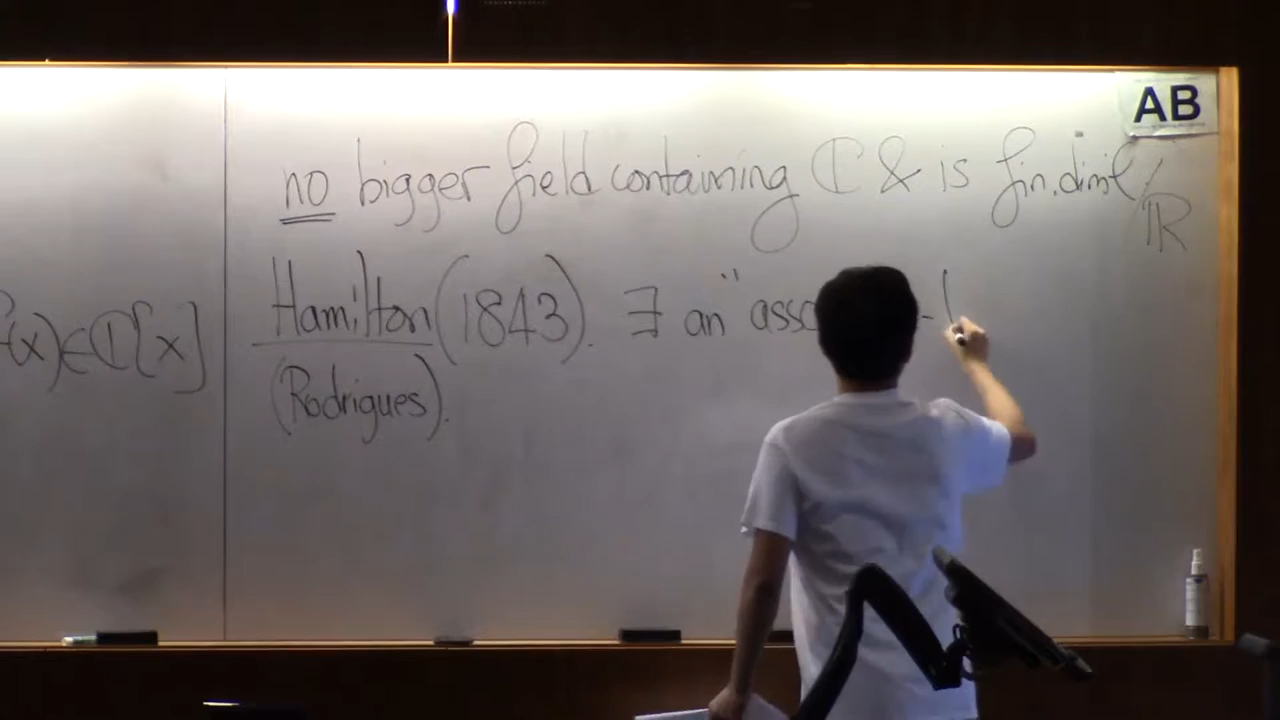 AB
no bigger field containing ℂ & is fin.dim'l/ℝ
f(x)∈ℂ[x]
Hamilton (1843). ∃ an "asso
(Rodrigues).